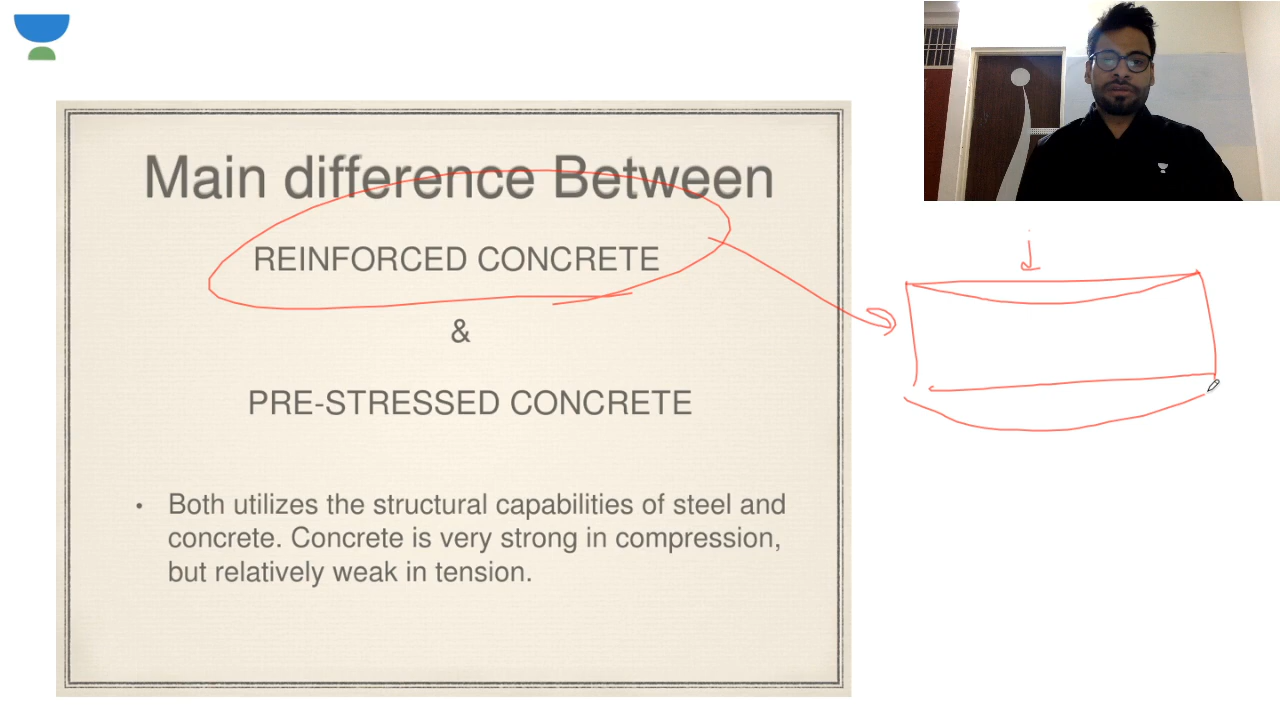 Main difference Between
REINFORCED CONCRETE
&
PRE-STRESSED CONCRETE
• Both utilizes the structural capabilities of steel and
concrete. Concrete is very strong in compression,
but relatively weak in tension.